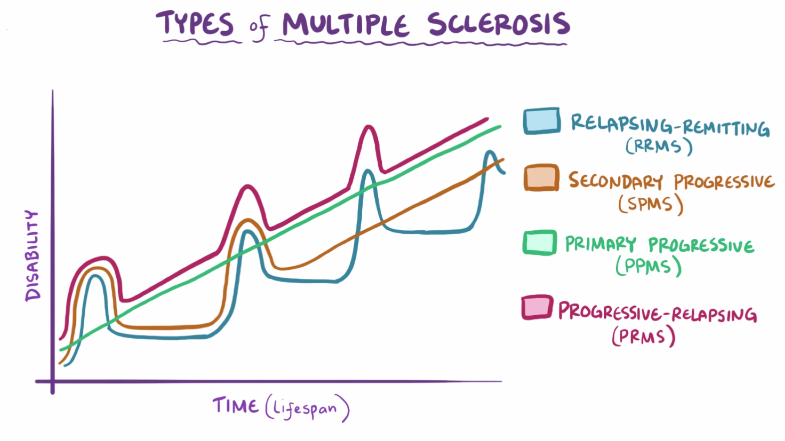 TYPES of MULTIPLE SCLEROSIS
RELAPSING-REMITTING
(RRMS)
SECONDARY PROGRESSIVE
(SPMS)
PRIMARY PROGRESSIVE
(PPMS)
PROGRESSIVE-RELAPSING
(PRMS)
DISABILITY
TIME (Lifespan)